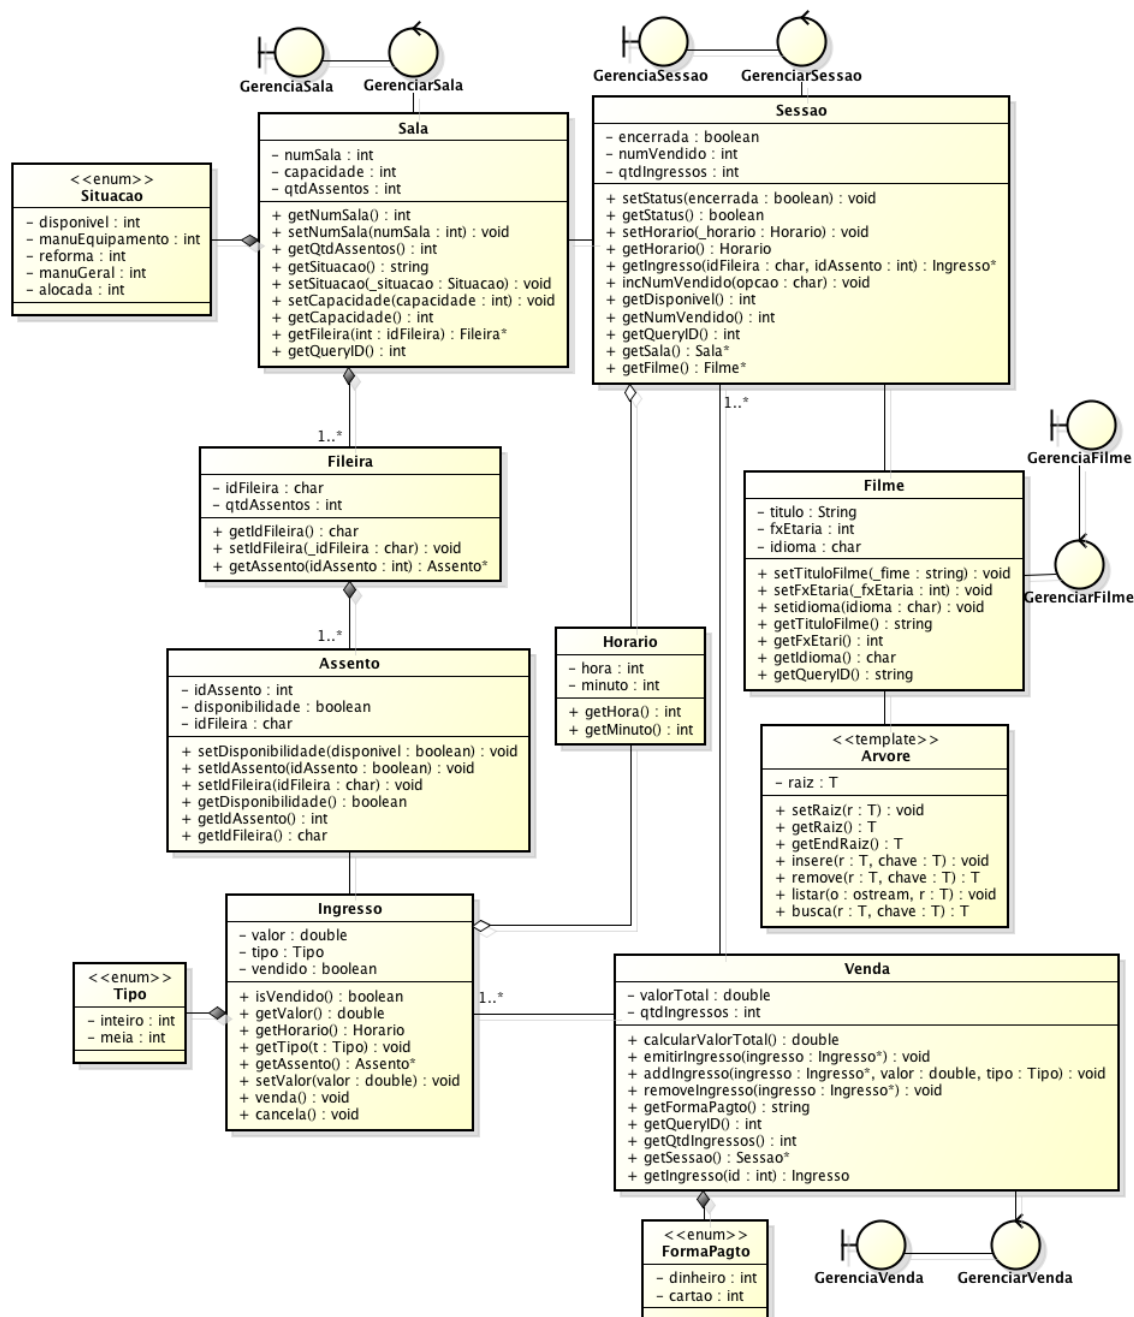 GerenciaSala
GerenciarSala
GerenciaSessao
GerenciarSessao
Sala
- numSala : int
- capacidade : int
- qtdAssentos : int
+ getNumSala() : int
+ setNumSala(numSala : int) : void
+ getQtdAssentos() : int
+ getSituacao() : string
+ setSituacao(_situacao : Situacao) : void
+ setCapacidade(capacidade : int) : void
+ getCapacidade() : int
+ getFileira(int : idFileira) : Fileira*
+ getQueryID() : int
Sessao
- encerrada : boolean
- numVendido : int
- qtdIngressos : int
+ setStatus(encerrada : boolean) : void
+ getStatus() : boolean
+ setHorario(_horario : Horario) : void
+ getHorario() : Horario
+ getIngresso(idFileira : char, idAssento : int) : Ingresso*
+ incNumVendido(opcao : char) : void
+ getDisponivel() : int
+ getNumVendido() : int
+ getQueryID() : int
+ getSala() : Sala*
+ getFilme() : Filme*
<<enum>>
Situacao
- disponivel : int
- manuEquipamento : int
- reforma : int
- manuGeral : int
- alocada : int
1..*
1..*
Fileira
- idFileira : char
- qtdAssentos : int
+ getIdFileira() : char
+ setIdFileira(_idFileira : char) : void
+ getAssento(idAssento : int) : Assento*
GerenciaFilme
GerenciarFilme
Filme
- titulo : String
- fxEtaria : int
- idioma : char
+ setTituloFilme(_fime : string) : void
+ setFxEtaria(_fxEtaria : int) : void
+ setidioma(idioma : char) : void
+ getTituloFilme() : string
+ getFxEtari() : int
+ getIdioma() : char
+ getQueryID() : string
1..*
Assento
- idAssento : int
- disponibilidade : boolean
- idFileira : char
+ setDisponibilidade(disponivel : boolean) : void
+ setIdAssento(idAssento : boolean) : void
+ setIdFileira(idFileira : char) : void
+ getDisponibilidade() : boolean
+ getIdAssento() : int
+ getIdFileira() : char
Horario
- hora : int
- minuto : int
+ getHora() : int
+ getMinuto() : int
<<template>>
Arvore
- raiz : T
+ setRaiz(r : T) : void
+ getRaiz() : T
+ getEndRaiz() : T
+ insere(r : T, chave : T) : void
+ remove(r : T, chave : T) : T
+ listar(o : ostream, r : T) : void
+ busca(r : T, chave : T) : T
Ingresso
- valor : double
- tipo : Tipo
- vendido : boolean
+ isVendido() : boolean
+ getValor() : double
+ getHorario() : Horario
+ getTipo(t : Tipo) : void
+ getAssento() : Assento*
+ setValor(valor : double) : void
+ venda() : void
+ cancela() : void
<<enum>>
Tipo
- inteiro : int
- meia : int
1..*
Venda
- valorTotal : double
- qtdIngressos : int
+ calcularValorTotal() : double
+ emitirIngresso(ingresso : Ingresso*) : void
+ addIngresso(ingresso : Ingresso*, valor : double, tipo : Tipo) : void
+ removeIngresso(ingresso : Ingresso*) : void
+ getFormaPagto() : string
+ getQueryID() : int
+ getQtdIngressos() : int
+ getSessao() : Sessao*
+ getIngresso(id : int) : Ingresso
<<enum>>
FormaPagto
- dinheiro : int
- cartao : int
GerenciaVenda
GerenciarVenda